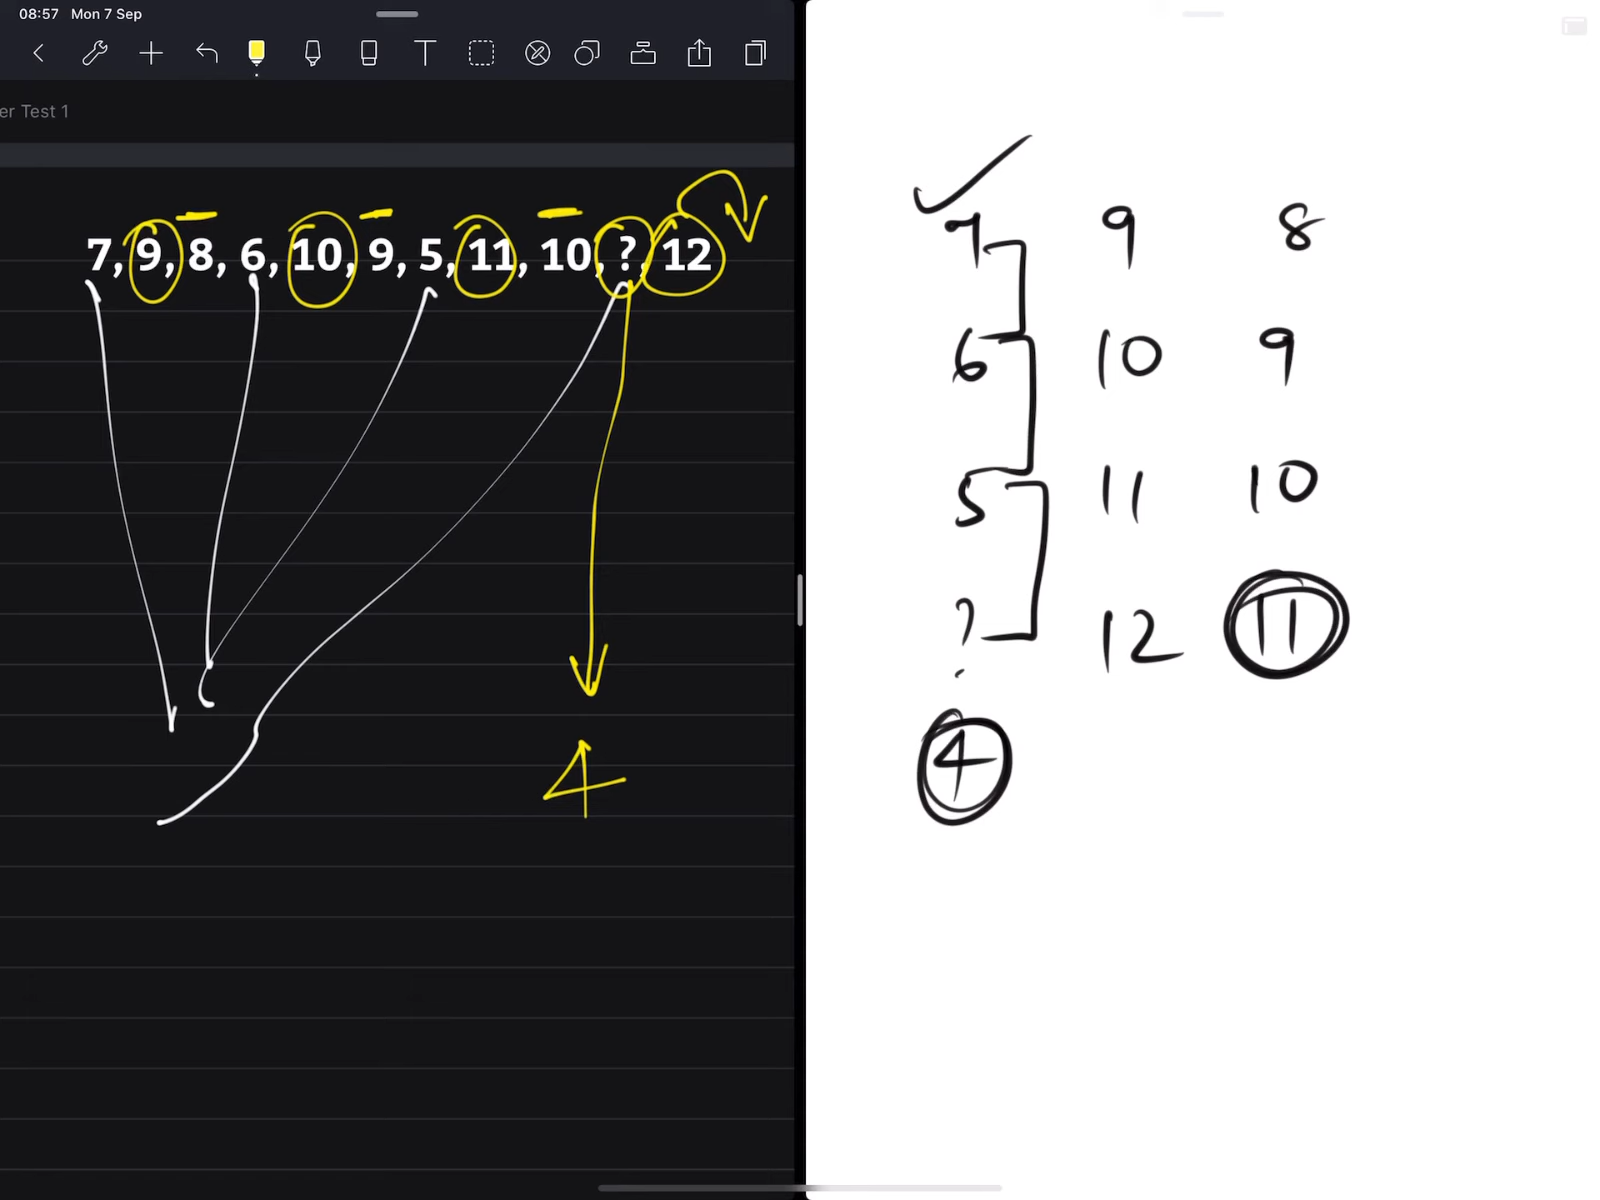 08:57 Mon 7 Sep
T
er Test 1
7, 9, 8, 6, 10, 9, 5, 11, 10, ?, 12
4
7 9 8
6 10 9
5 11 10
? 12 11
4